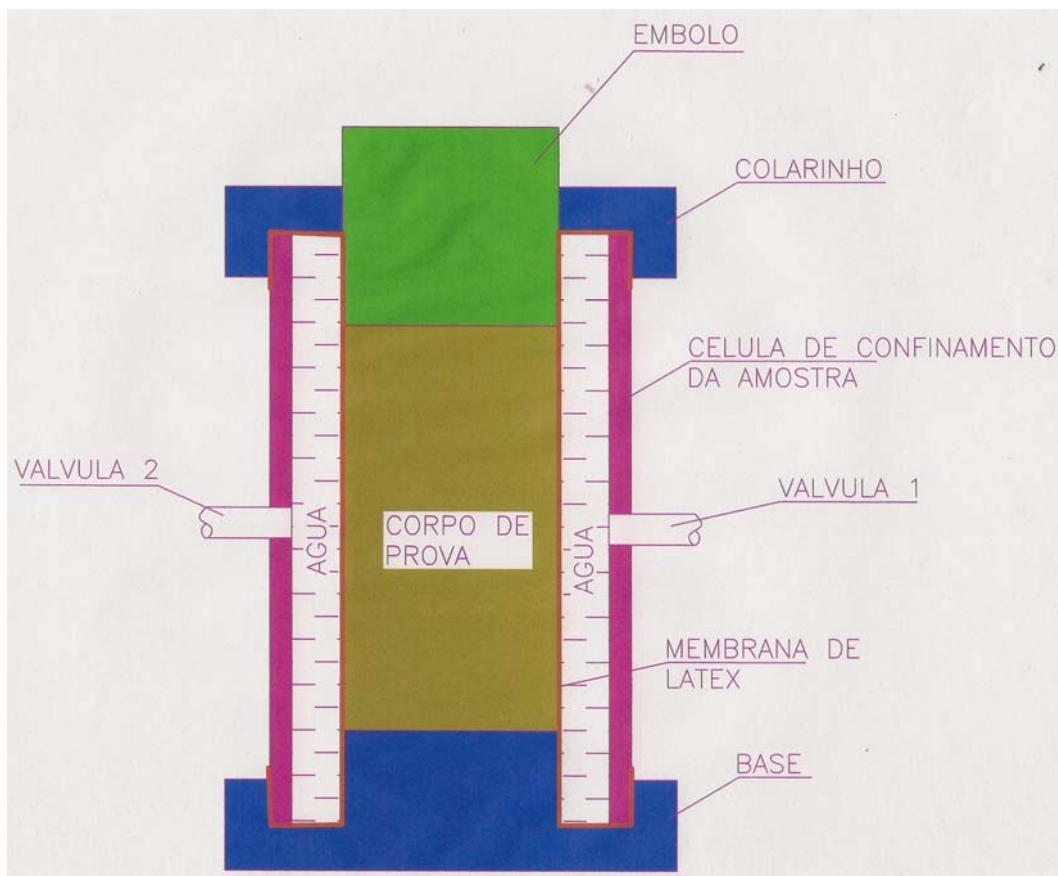 EMBOLO
COLARINHO
CELULA DE CONFINAMENTO
DA AMOSTRA
VALVULA 2
VALVULA 1
AGUA
CORPO DE
PROVA
AGUA
MEMBRANA DE
LATEX
BASE